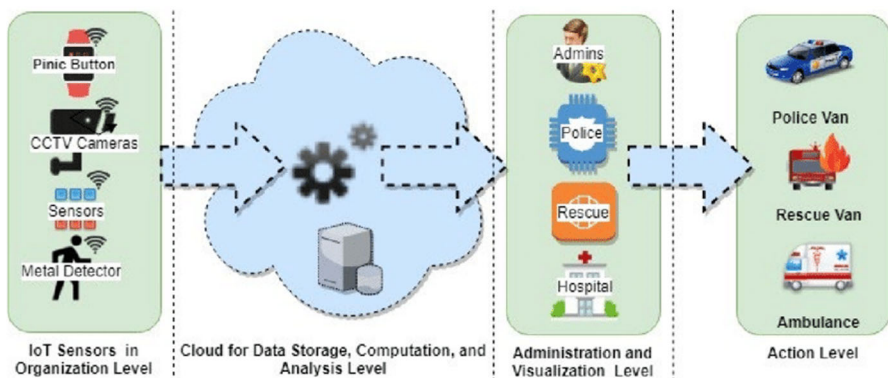 Pinic Button
CCTV Cameras
Sensors
Metal Detector
IoT Sensors in
Organization Level
Cloud for Data Storage, Computation, and
Analysis Level
Admins
Police
Rescue
Hospital
Administration and
Visualization Level
Police Van
Rescue Van
Ambulance
Action Level